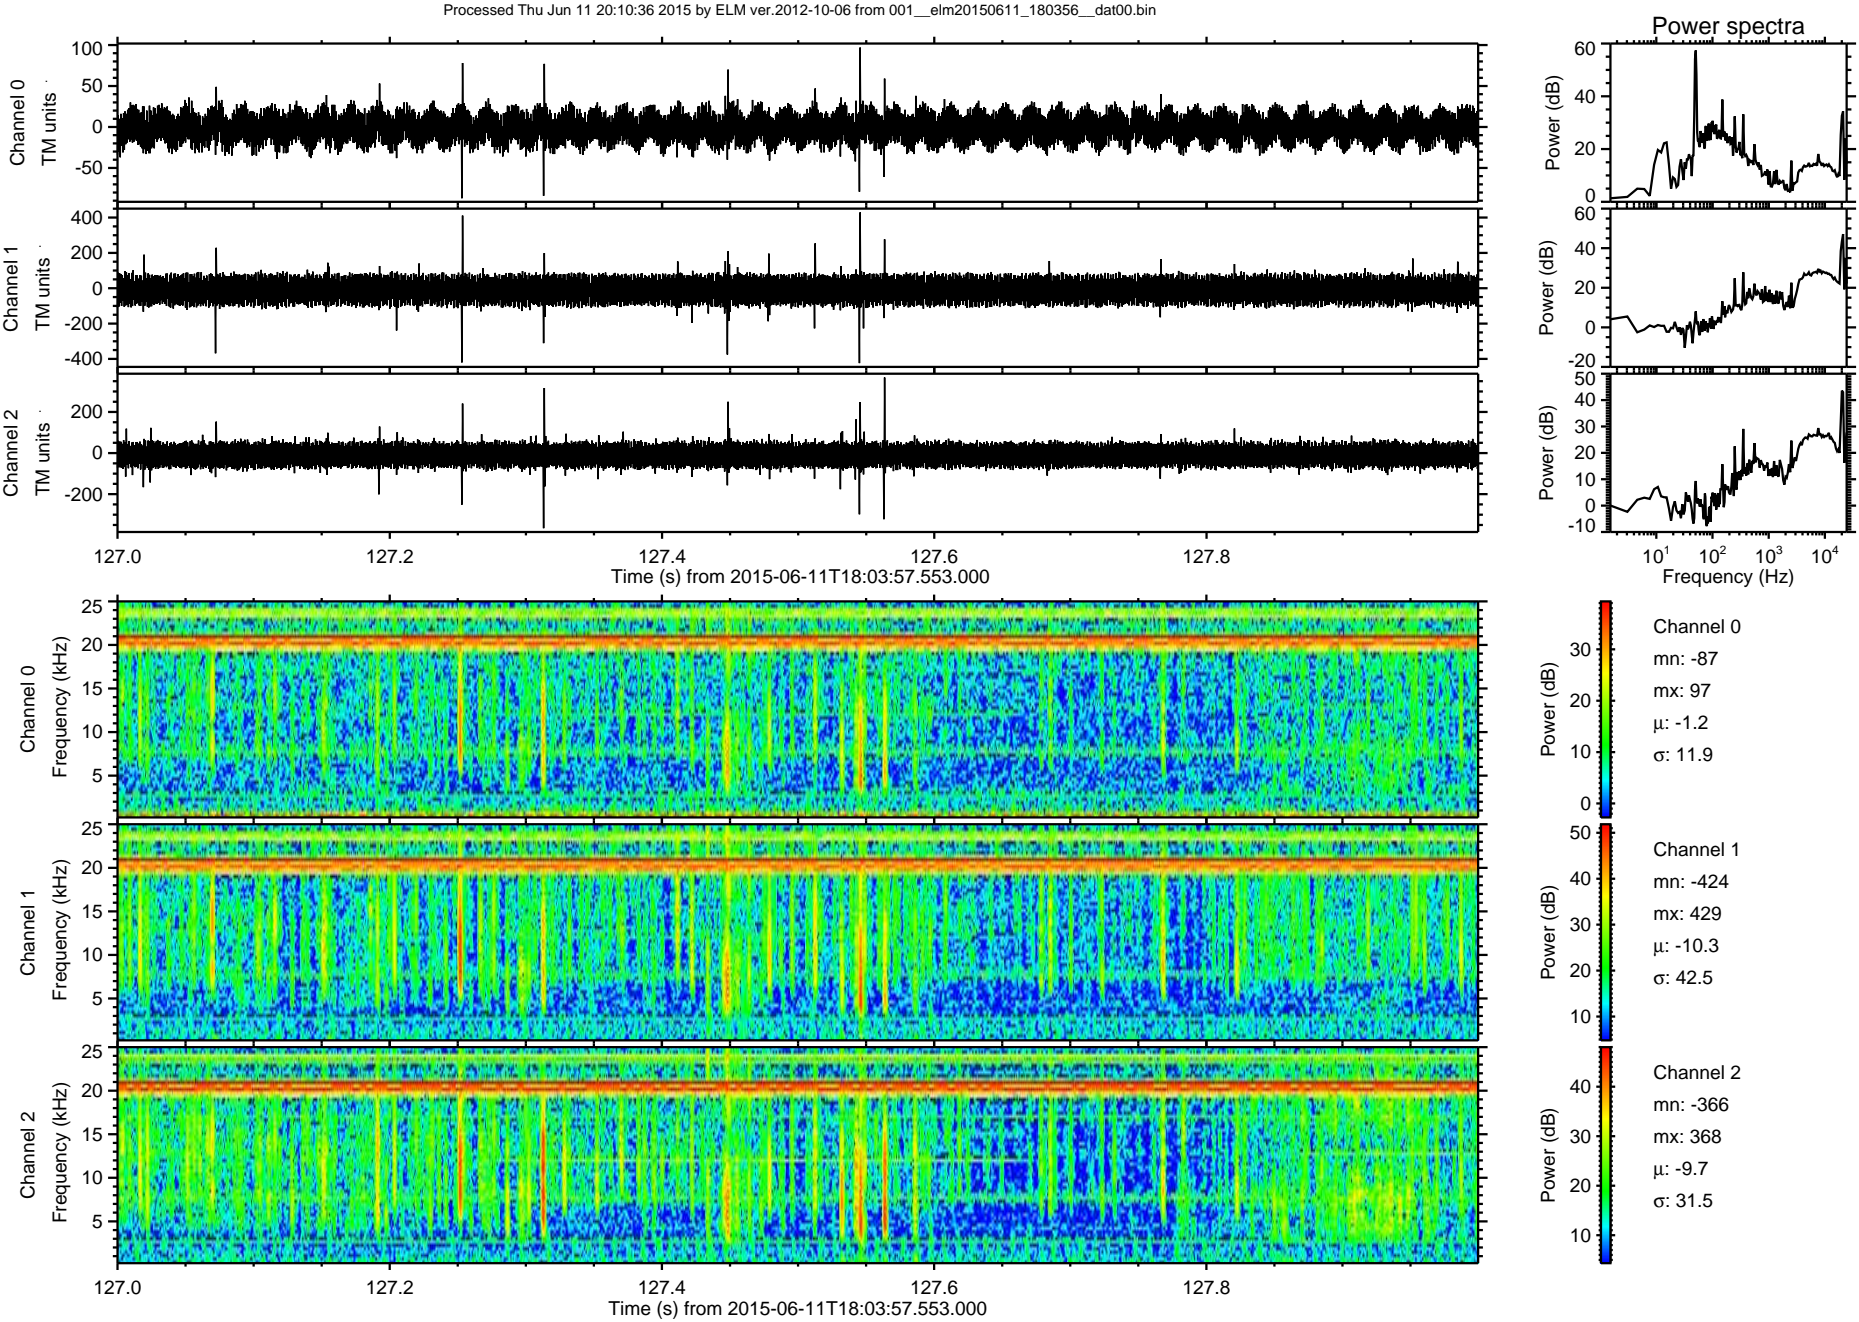 Processed Thu Jun 11 20:10:36 2015 by ELM ver.2012-10-06 from 001__elm20150611_180356__dat00.bin
Power spectra
Channel 0
TM units
100
50
0
-50
Power (dB)
60
40
20
0
Channel 1
TM units
400
200
0
-200
-400
Power (dB)
60
40
20
0
-20
Channel 2
TM units
200
0
-200
Power (dB)
50
40
30
20
10
0
-10
127.0 127.2 127.4 127.6 127.8
Time (s) from 2015-06-11T18:03:57.553.000
10^1 10^2 10^3 10^4
Frequency (Hz)
Channel 0
Frequency (kHz)
25
20
15
10
5
Power (dB)
30
20
10
0
Channel 0
mn: -87
mx: 97
μ: -1.2
σ: 11.9
Channel 1
Frequency (kHz)
25
20
15
10
5
Power (dB)
50
40
30
20
10
Channel 1
mn: -424
mx: 429
μ: -10.3
σ: 42.5
Channel 2
Frequency (kHz)
25
20
15
10
5
Power (dB)
40
30
20
10
Channel 2
mn: -366
mx: 368
μ: -9.7
σ: 31.5
127.0 127.2 127.4 127.6 127.8
Time (s) from 2015-06-11T18:03:57.553.000